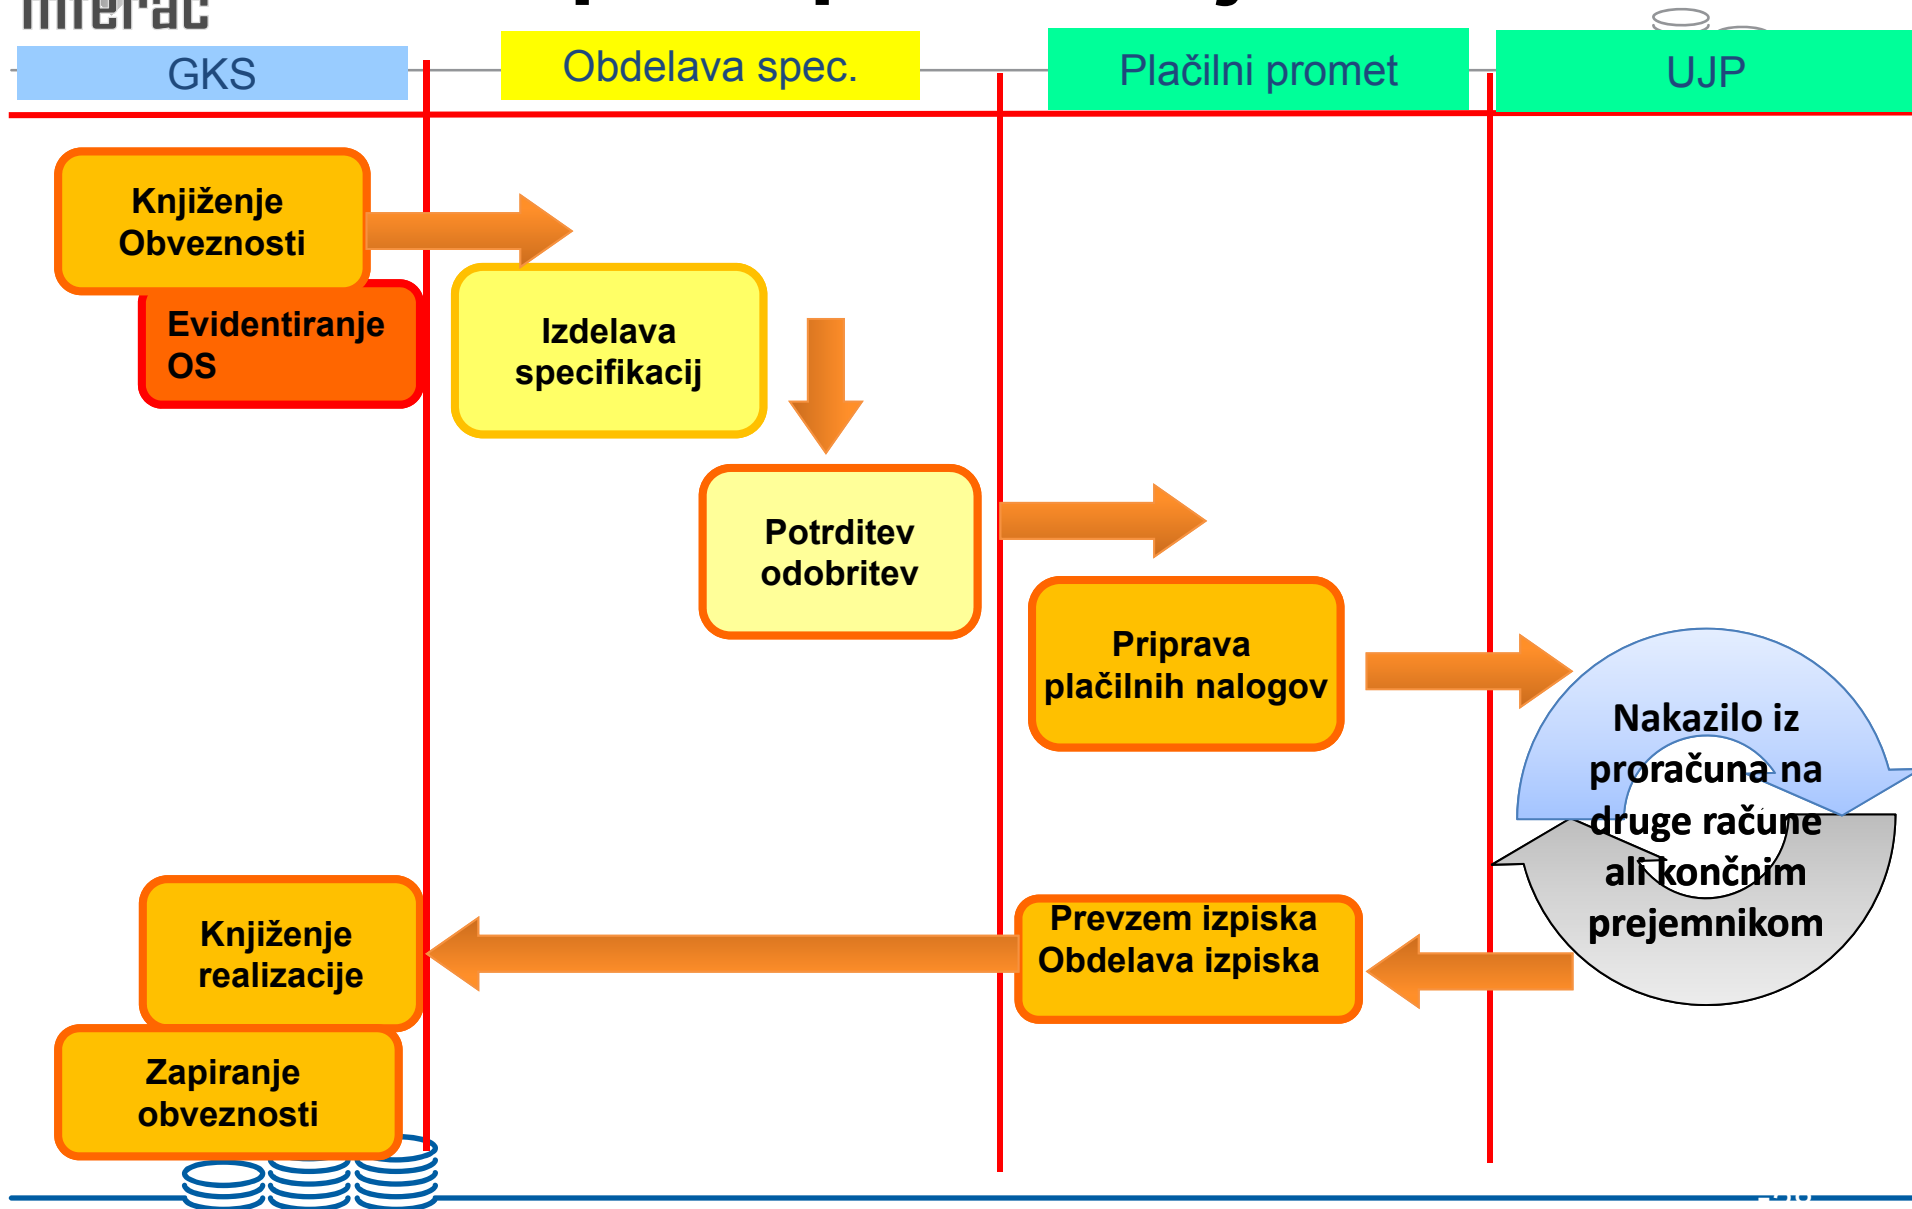 GKS
Obdelava spec.
Plačilni promet
UJP
Knjiženje
Obveznosti
Evidentiranje
OS
Izdelava
specifikacij
Potrditev
odobritev
Priprava
plačilnih nalogov
Nakazilo iz
proračuna na
druge račune
ali končnim
prejemnikom
Prevzem izpiska
Obdelava izpiska
Knjiženje
realizacije
Zapiranje
obveznosti